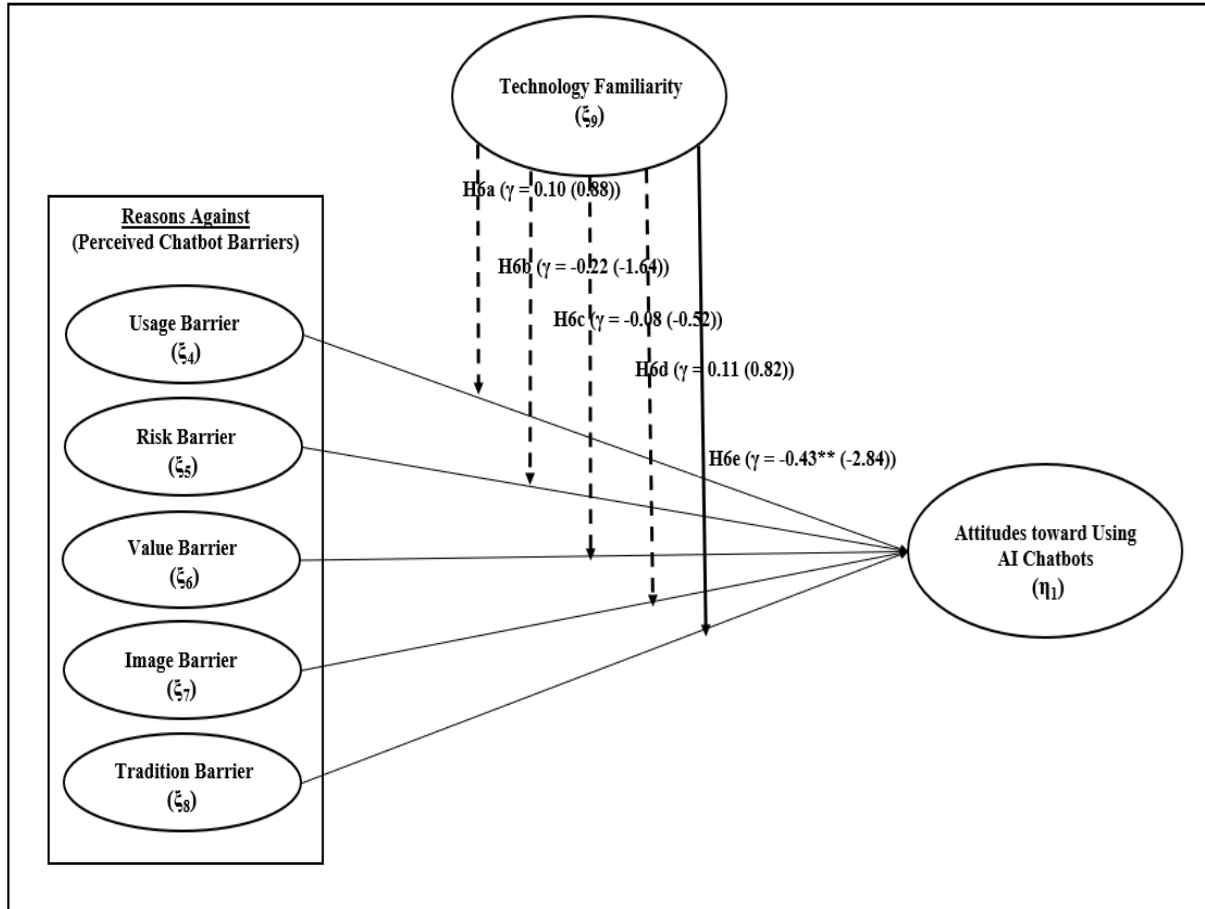 Technology Familiarity
(ξ₉)
H6a (γ = 0.10 (0.88))
Reasons Against
(Perceived Chatbot Barriers)
H6b (γ = -0.22 (-1.64))
Usage Barrier
(ξ₄)
H6c (γ = -0.08 (-0.52))
H6d (γ = 0.11 (0.82))
Risk Barrier
(ξ₅)
H6e (γ = -0.43** (-2.84))
Value Barrier
(ξ₆)
Attitudes toward Using
AI Chatbots
(η₁)
Image Barrier
(ξ₇)
Tradition Barrier
(ξ₈)